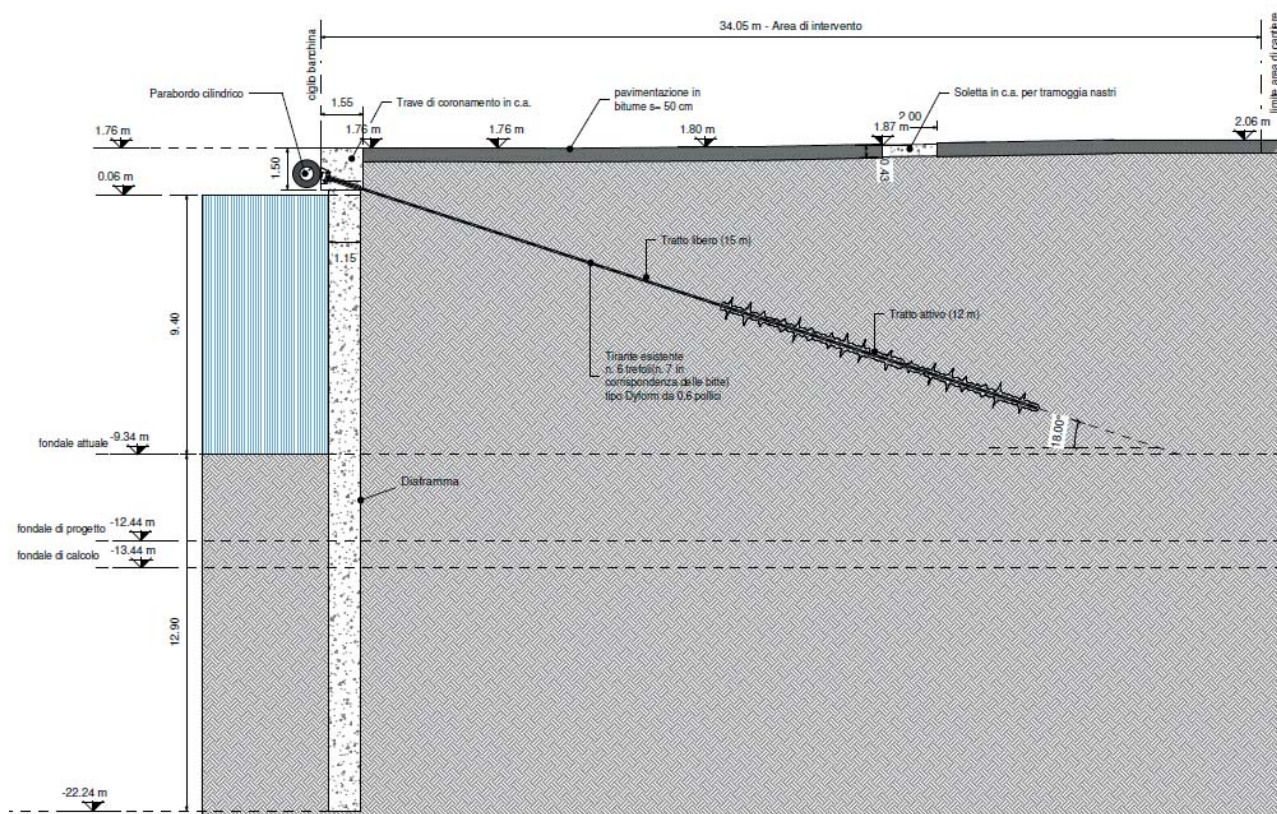 34.05 m - Area di intervento
ciglio banchina
limite area di cantiere
Parabordo cilindrico
1.55
Trave di coronamento in c.a.
pavimentazione in
bitume s= 50 cm
Soletta in c.a. per tramoggia nastri
2.00
1.76 m
1.76 m
1.76 m
1.80 m
1.87 m
2.06 m
1.50
0.43
0.06 m
1.15
Tratto libero (15 m)
9.40
Tratto attivo (12 m)
Tirante esistente
n. 6 trefoli(n. 7 in
corrispondenza delle bitte)
tipo Dyform da 0,6 pollici
18.00°
fondale attuale
-9.34 m
Diaframma
fondale di progetto
-12.44 m
fondale di calcolo
-13.44 m
12.90
-22.24 m